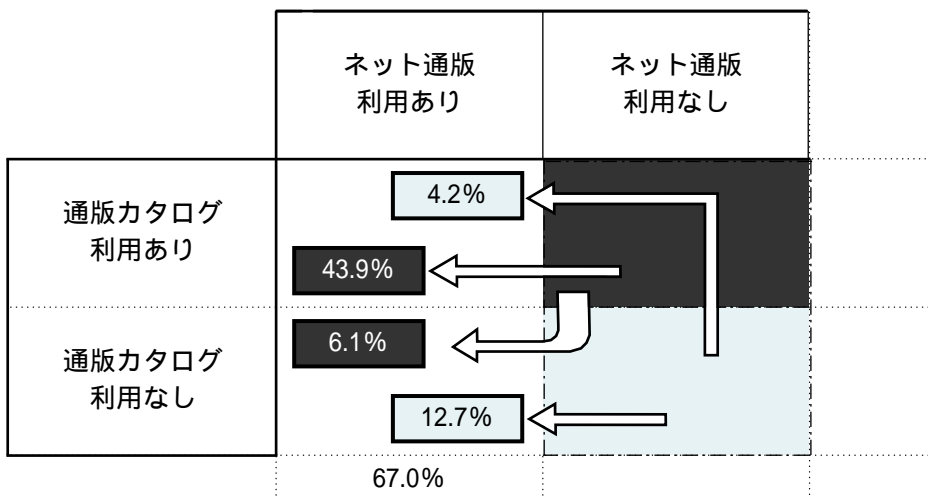 ネット通販
利用あり
ネット通販
利用なし
通販カタログ
利用あり
4.2%
43.9%
通販カタログ
利用なし
6.1%
12.7%
67.0%